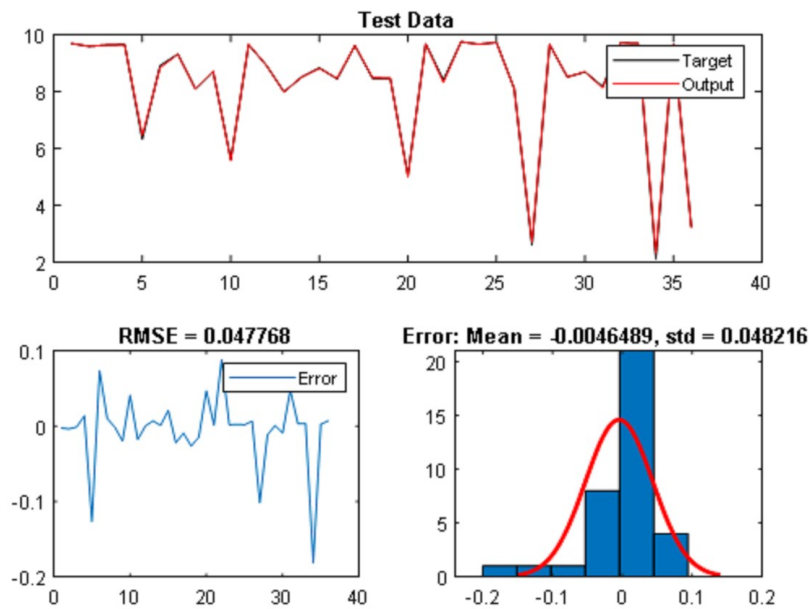 Test Data
10
8
6
4
2
Target
Output
0 5 10 15 20 25 30 35 40
RMSE = 0.047768
0.1
0
-0.1
-0.2
Error
0 10 20 30 40
Error: Mean = -0.0046489, std = 0.048216
20
15
10
5
0
-0.2 -0.1 0 0.1 0.2